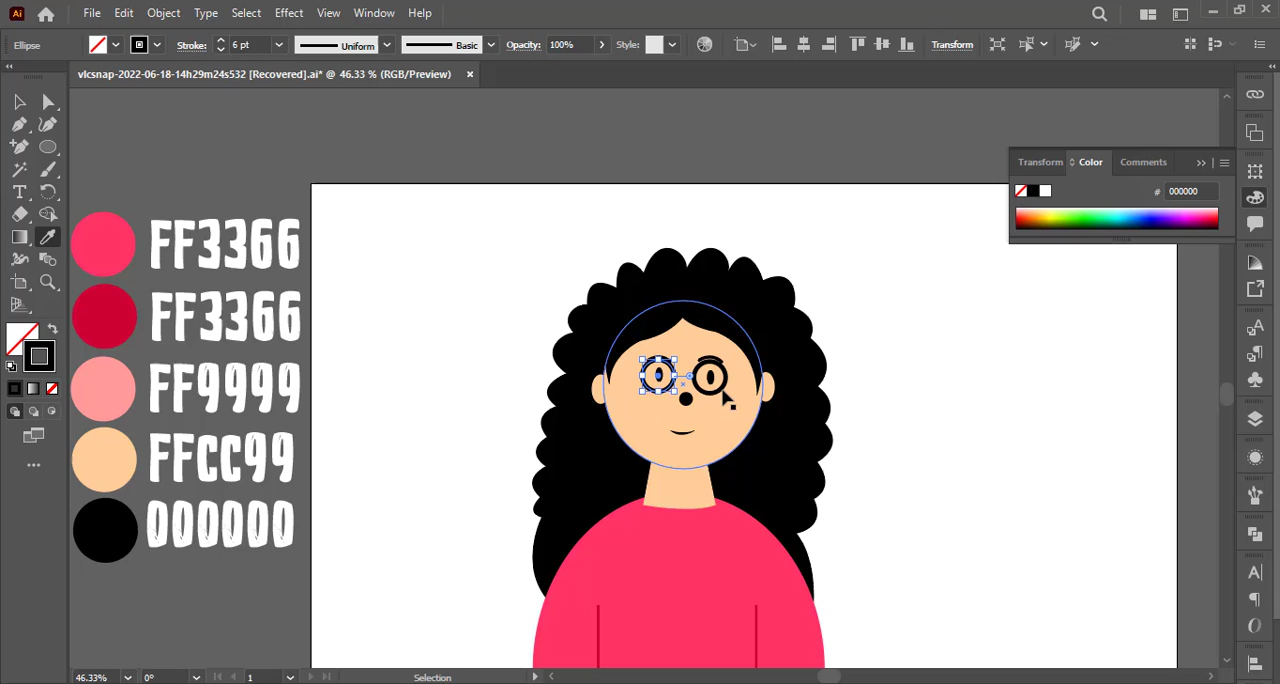 Ai File Edit Object Type Select Effect View Window Help
Ellipse Stroke: 6 pt Uniform Basic Opacity: 100% Style: Transform
vlcsnap-2022-06-18-14h29m24s532 [Recovered].ai* @ 46.33 % (RGB/Preview)
Transform Color Comments
# 000000
FF3366
FF3366
FF9999
FFCC99
000000
46.33% 0° 1 Selection